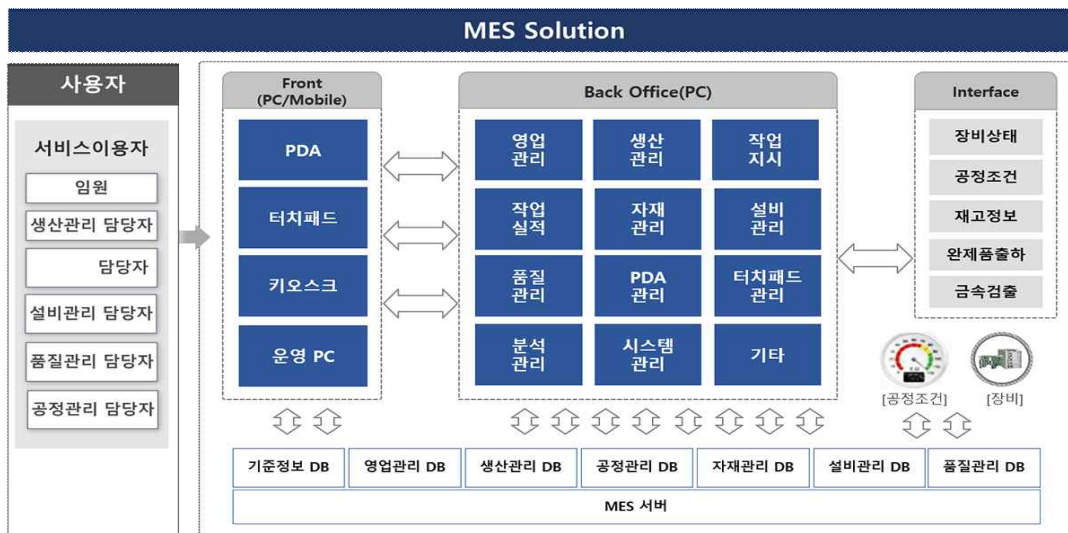 MES Solution
사용자
서비스이용자
임원
생산관리 담당자
담당자
설비관리 담당자
품질관리 담당자
공정관리 담당자
Front
(PC/Mobile)
PDA
터치패드
키오스크
운영 PC
Back Office(PC)
영업
관리
생산
관리
작업
지시
작업
실적
자재
관리
설비
관리
품질
관리
PDA
관리
터치패드
관리
분석
관리
시스템
관리
기타
Interface
장비상태
공정조건
재고정보
완제품출하
금속검출
[공정조건]
[장비]
기준정보 DB
영업관리 DB
생산관리 DB
공정관리 DB
자재관리 DB
설비관리 DB
품질관리 DB
MES 서버